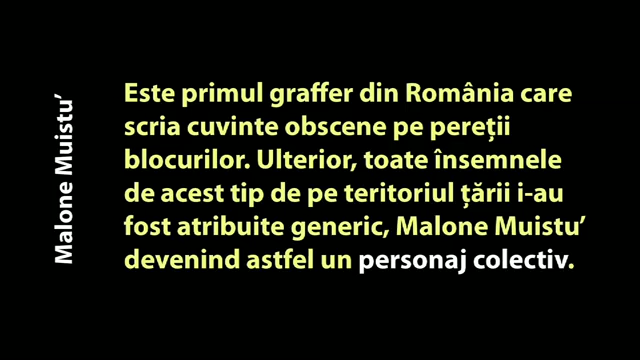 Malone Muistu’
Este primul graffer din România care
scria cuvinte obscene pe pereții
blocurilor. Ulterior, toate însemnele
de acest tip de pe teritoriul țării i-au
fost atribuite generic, Malone Muistu’
devenind astfel un personaj colectiv.